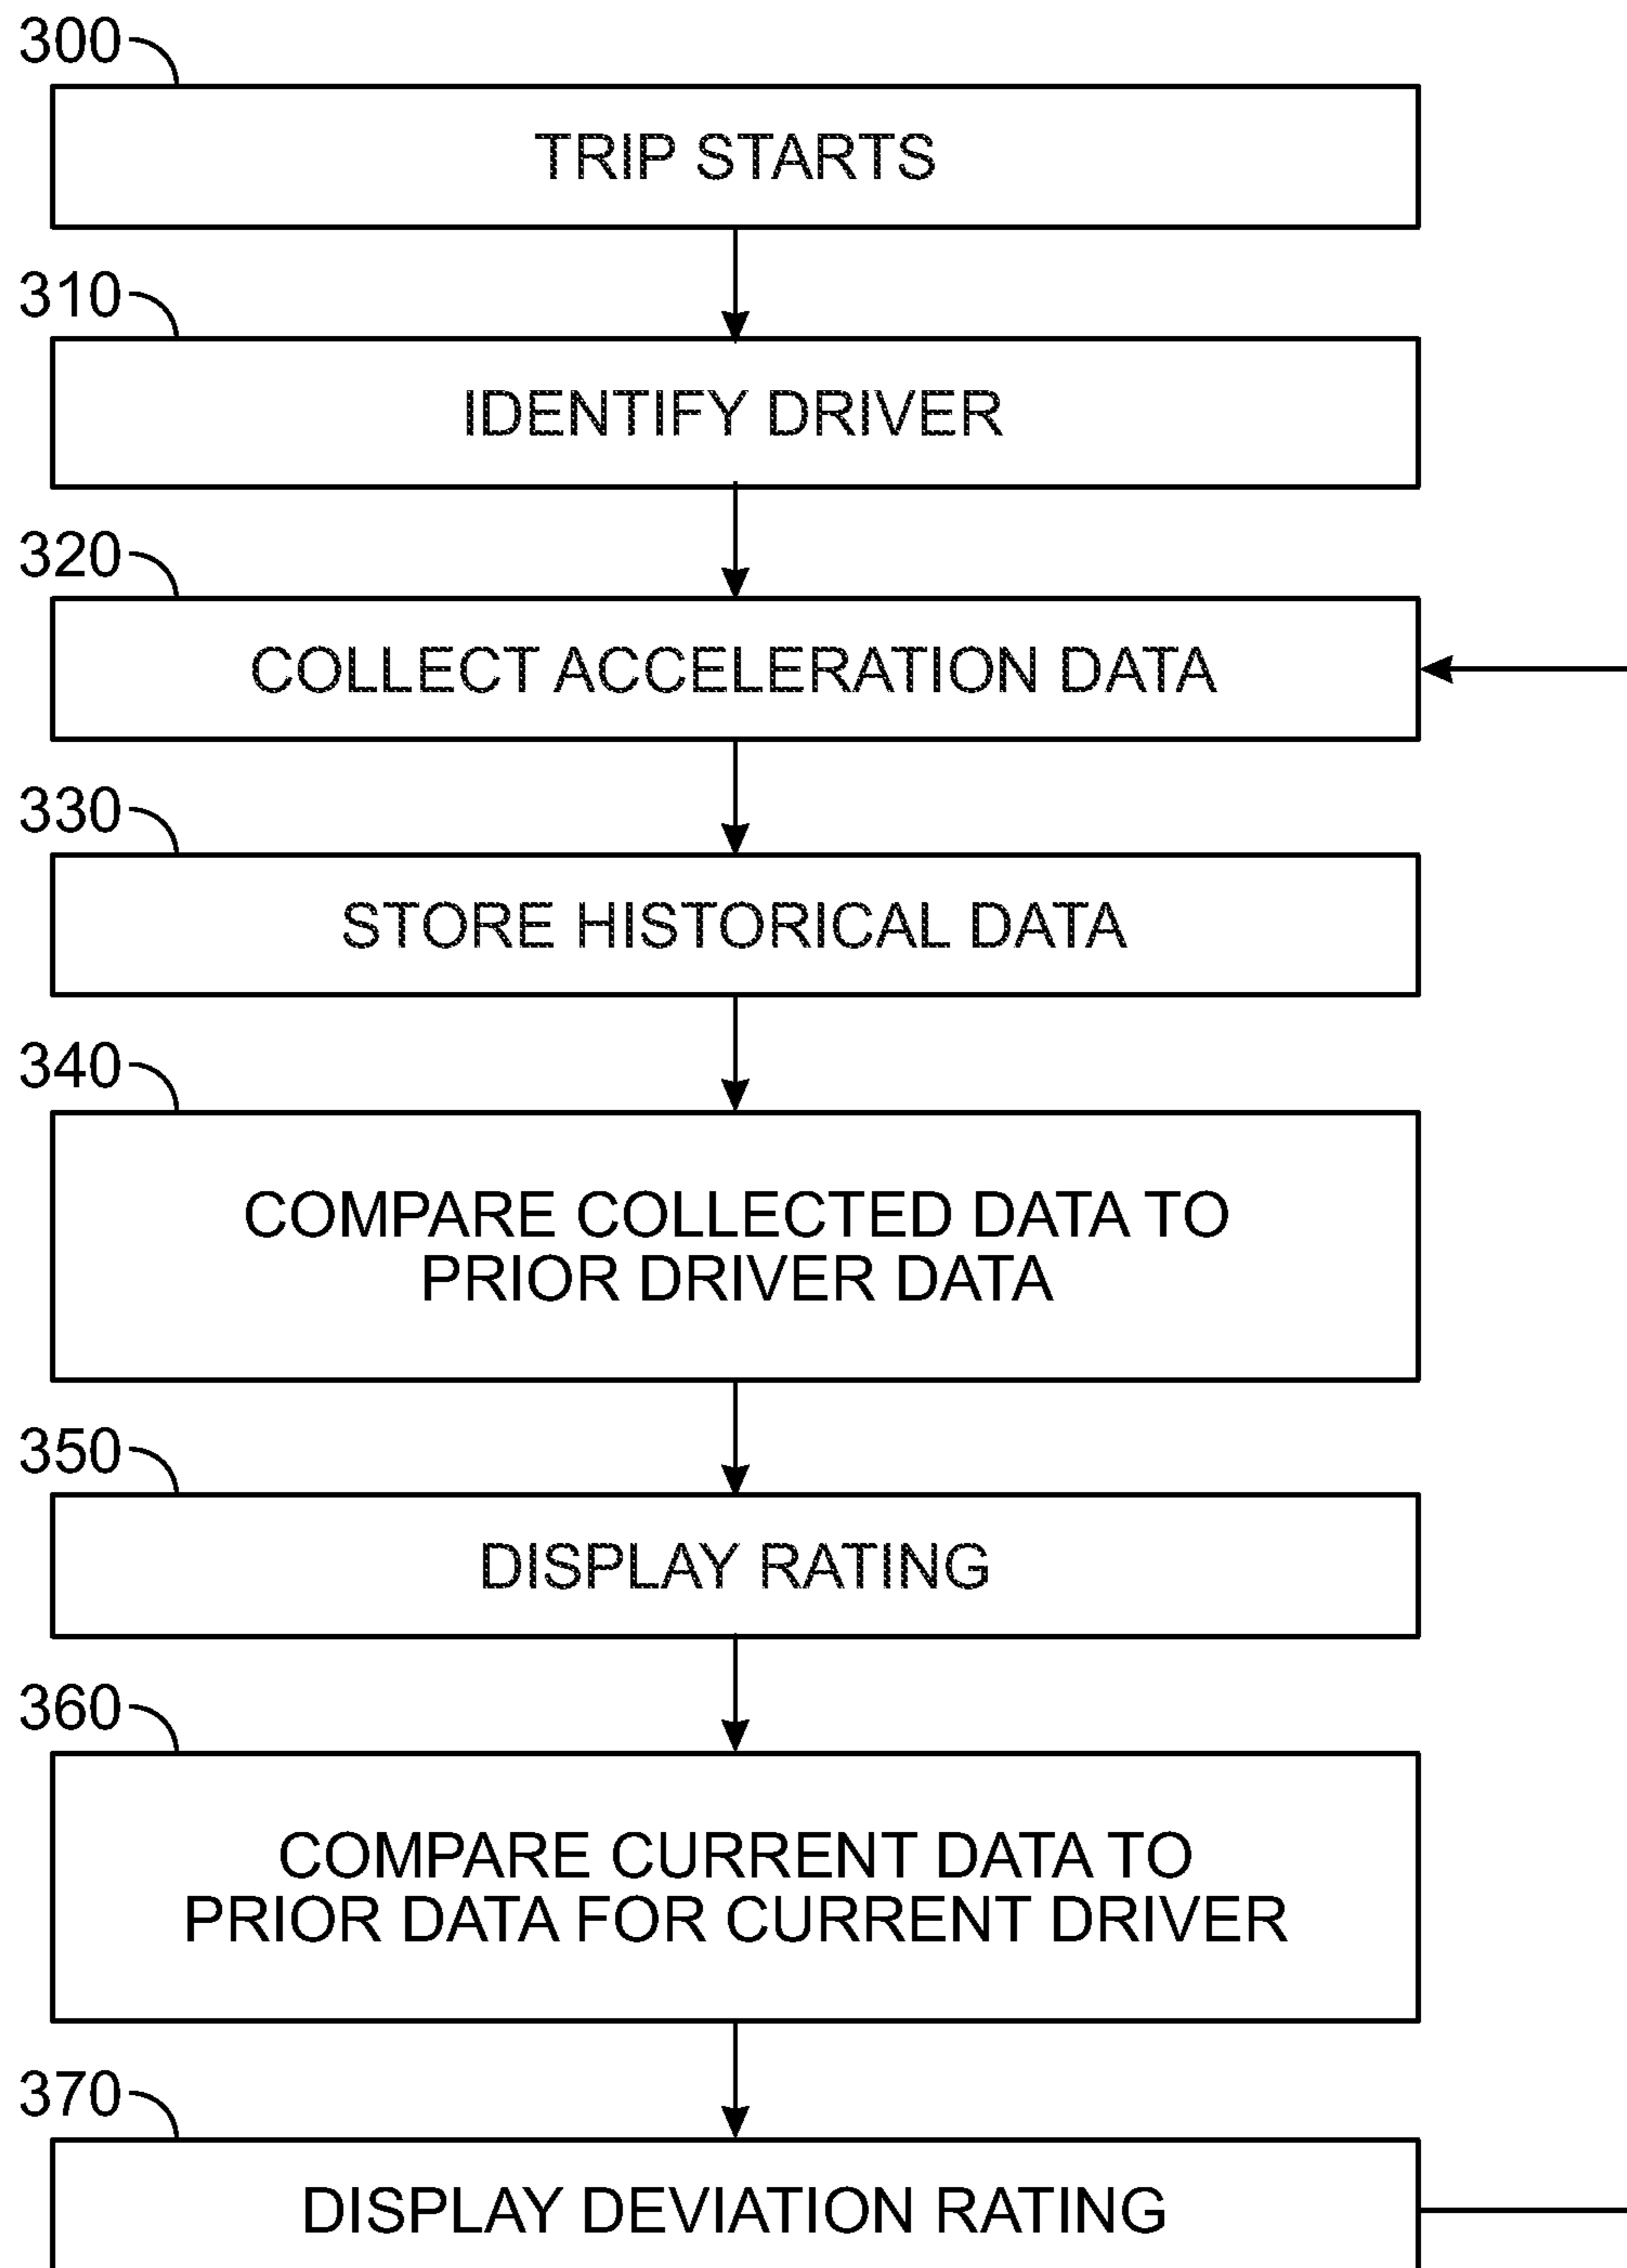 300
TRIP STARTS
310
IDENTIFY DRIVER
320
COLLECT ACCELERATION DATA
330
STORE HISTORICAL DATA
340
COMPARE COLLECTED DATA TO
PRIOR DRIVER DATA
350
DISPLAY RATING
360
COMPARE CURRENT DATA TO
PRIOR DATA FOR CURRENT DRIVER
370
DISPLAY DEVIATION RATING